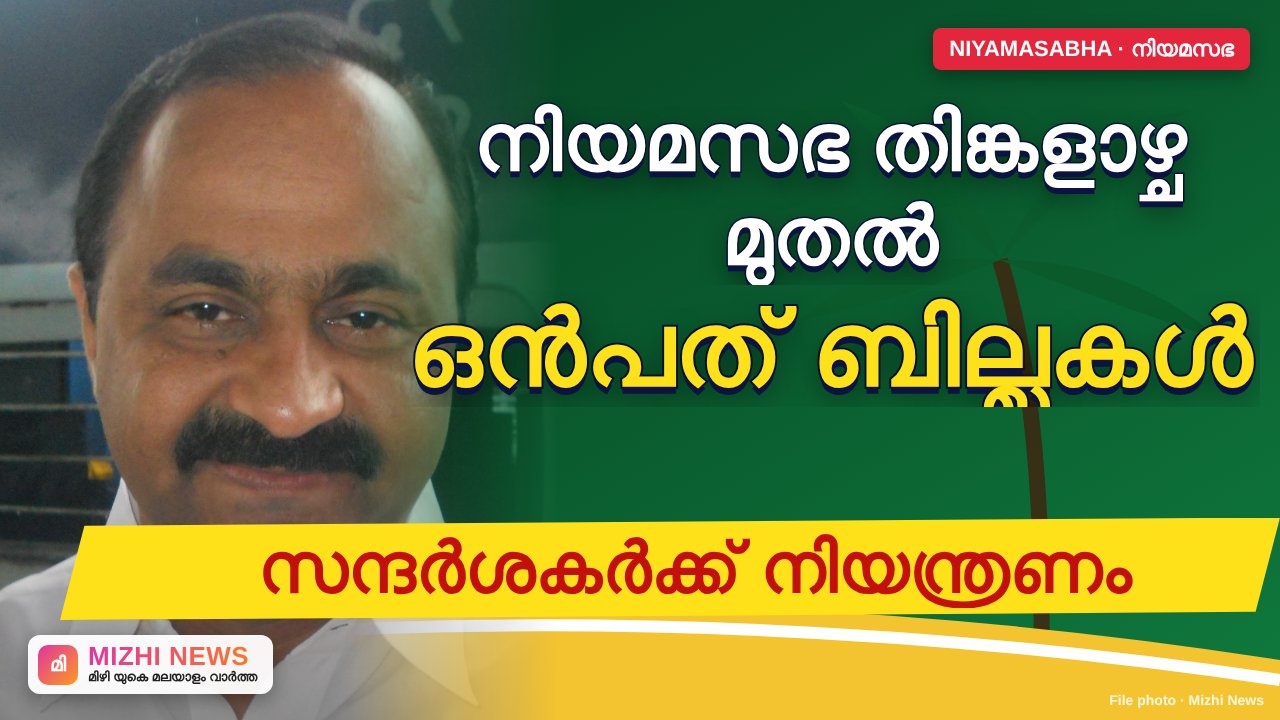 NIYAMASABHA · നിയമസഭ
നിയമസഭ തിങ്കളാഴ്ച
മുതൽ
ഒൻപത് ബില്ലുകൾ
സന്ദർശകർക്ക് നിയന്ത്രണം
മി
MIZHI NEWS
മിഴി യുകെ മലയാളം വാർത്ത
File photo · Mizhi News